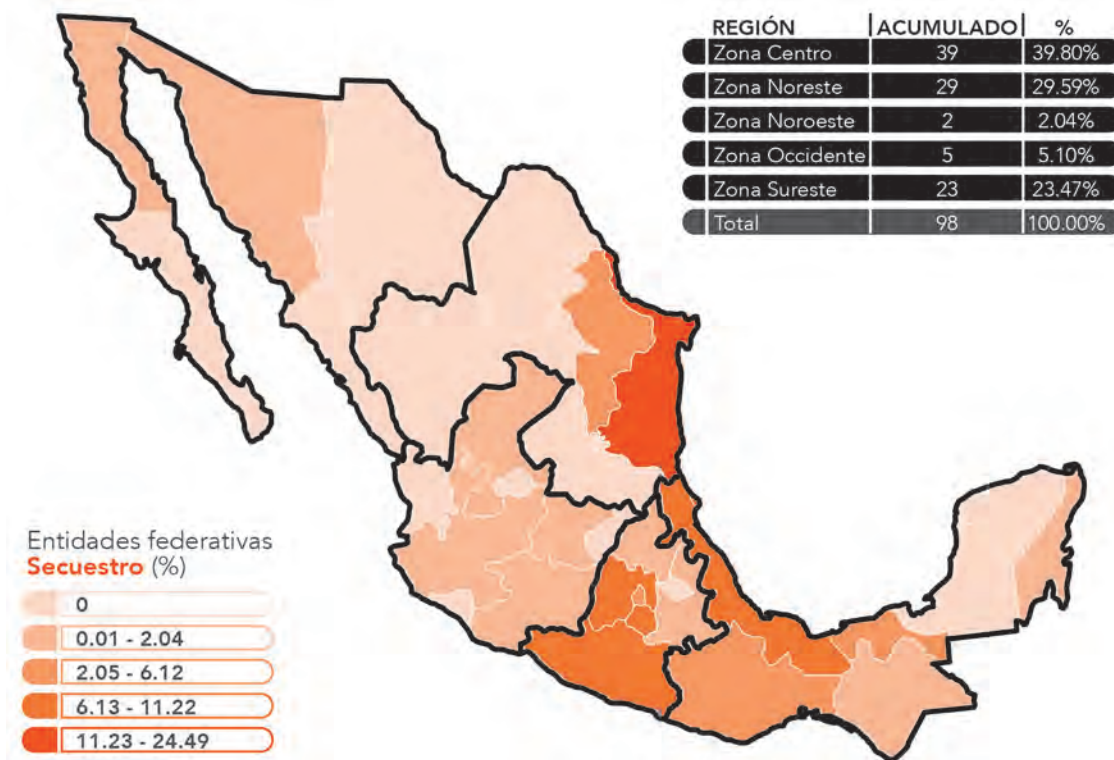 REGIÓN ACUMULADO %
Zona Centro 39 39.80%
Zona Noreste 29 29.59%
Zona Noroeste 2 2.04%
Zona Occidente 5 5.10%
Zona Sureste 23 23.47%
Total 98 100.00%
Entidades federativas
Secuestro (%)
0
0.01 - 2.04
2.05 - 6.12
6.13 - 11.22
11.23 - 24.49